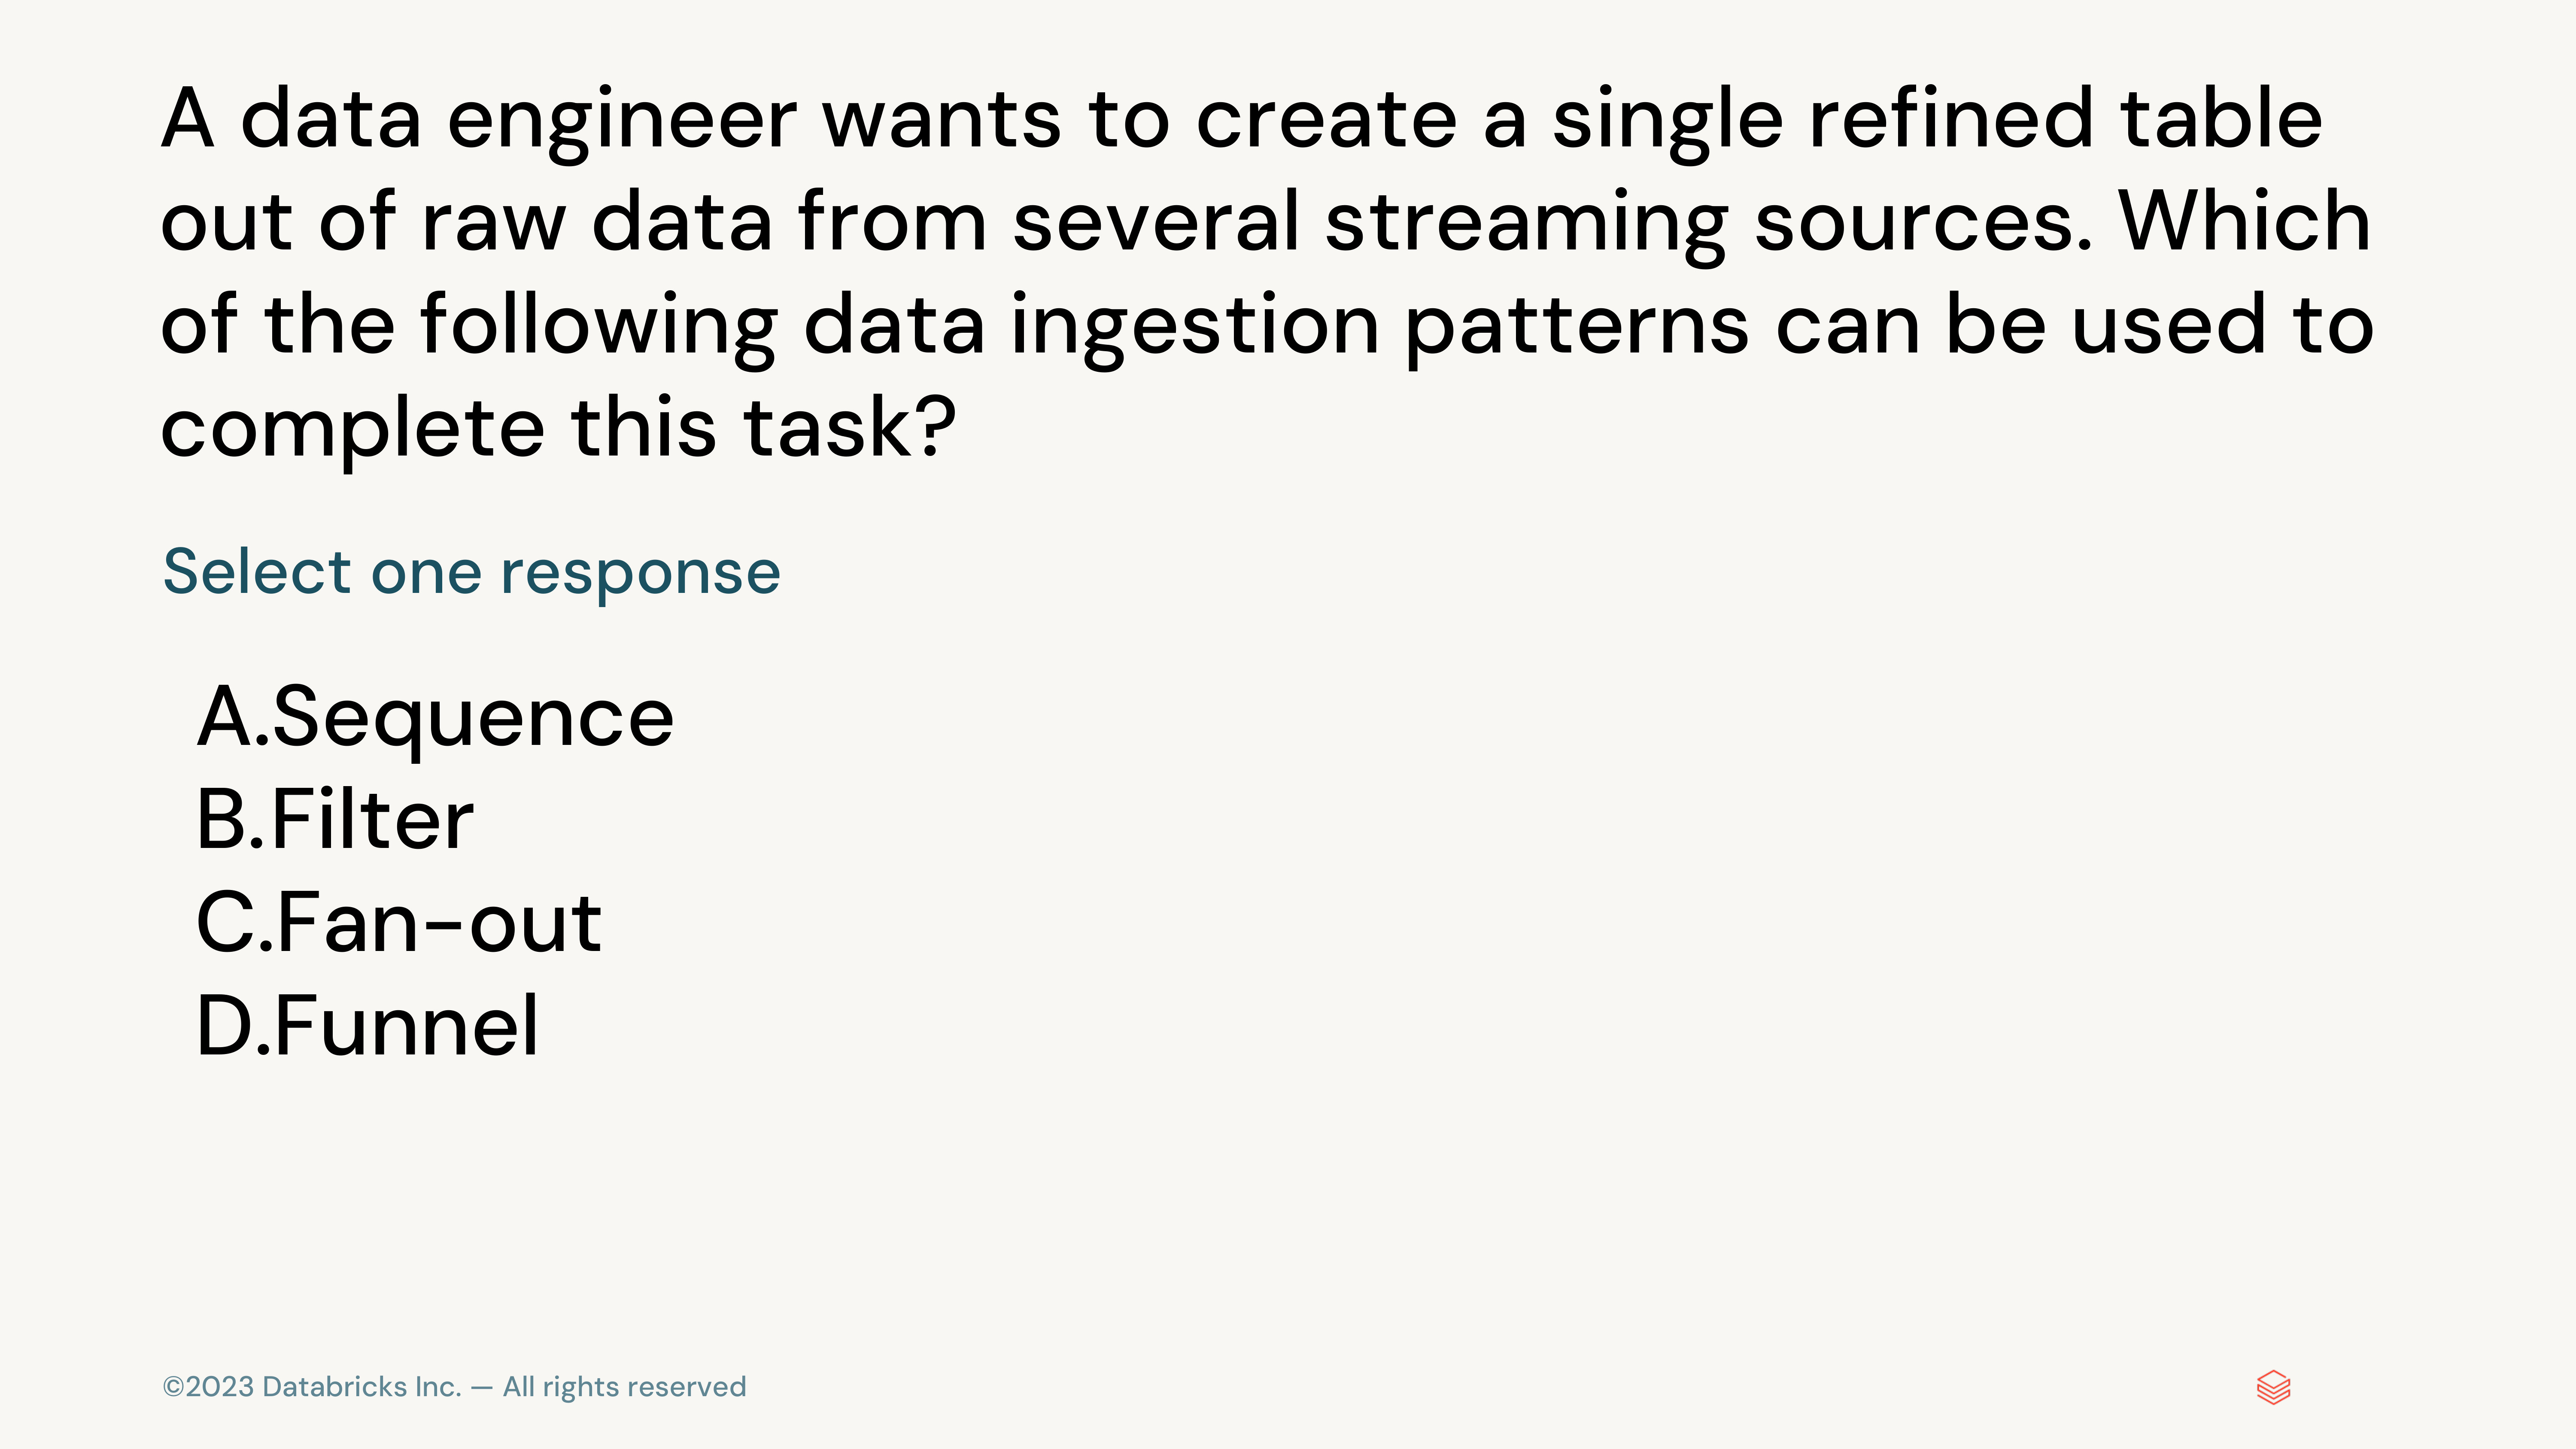 A data engineer wants to create a single refined table
out of raw data from several streaming sources. Which
of the following data ingestion patterns can be used to
complete this task?
Select one response
A.Sequence
B.Filter
C.Fan-out
D.Funnel
©2023 Databricks Inc. — All rights reserved